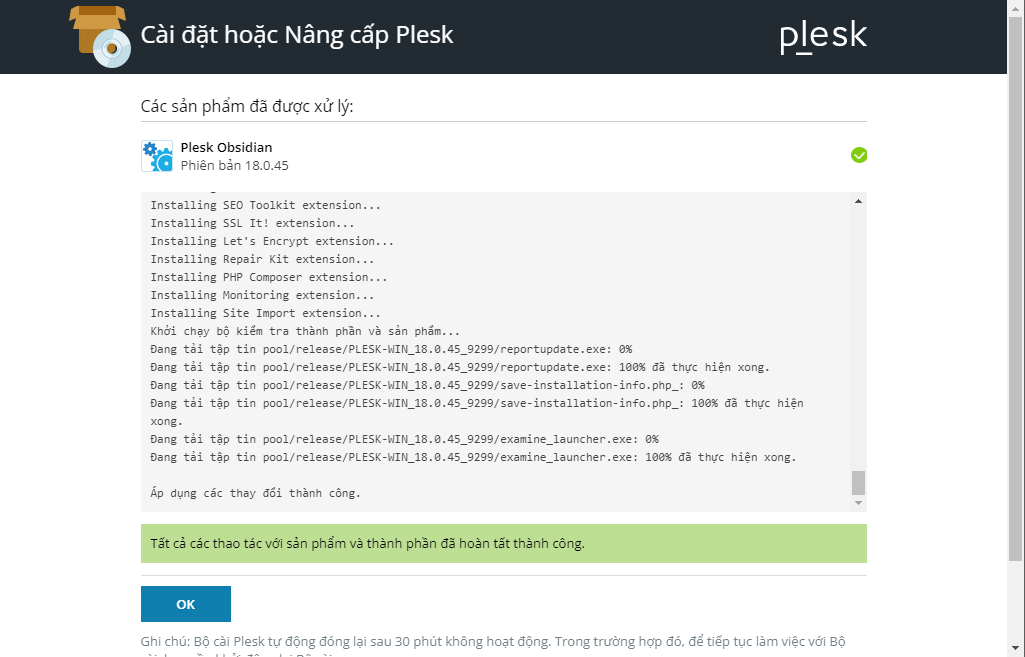 Cài đặt hoặc Nâng cấp Plesk
plesk
Các sản phẩm đã được xử lý:
Plesk Obsidian
Phiên bản 18.0.45
Installing SEO Toolkit extension...
Installing SSL It! extension...
Installing Let's Encrypt extension...
Installing Repair Kit extension...
Installing PHP Composer extension...
Installing Monitoring extension...
Installing Site Import extension...
Khởi chạy bộ kiểm tra thành phần và sản phẩm...
Đang tải tập tin pool/release/PLESK-WIN_18.0.45_9299/reportupdate.exe: 0%
Đang tải tập tin pool/release/PLESK-WIN_18.0.45_9299/reportupdate.exe: 100% đã thực hiện xong.
Đang tải tập tin pool/release/PLESK-WIN_18.0.45_9299/save-installation-info.php_: 0%
Đang tải tập tin pool/release/PLESK-WIN_18.0.45_9299/save-installation-info.php_: 100% đã thực hiện
xong.
Đang tải tập tin pool/release/PLESK-WIN_18.0.45_9299/examine_launcher.exe: 0%
Đang tải tập tin pool/release/PLESK-WIN_18.0.45_9299/examine_launcher.exe: 100% đã thực hiện xong.
Áp dụng các thay đổi thành công.
Tất cả các thao tác với sản phẩm và thành phần đã hoàn tất thành công.
OK
Ghi chú: Bộ cài Plesk tự động đóng lại sau 30 phút không hoạt động. Trong trường hợp đó, để tiếp tục làm việc với Bộ